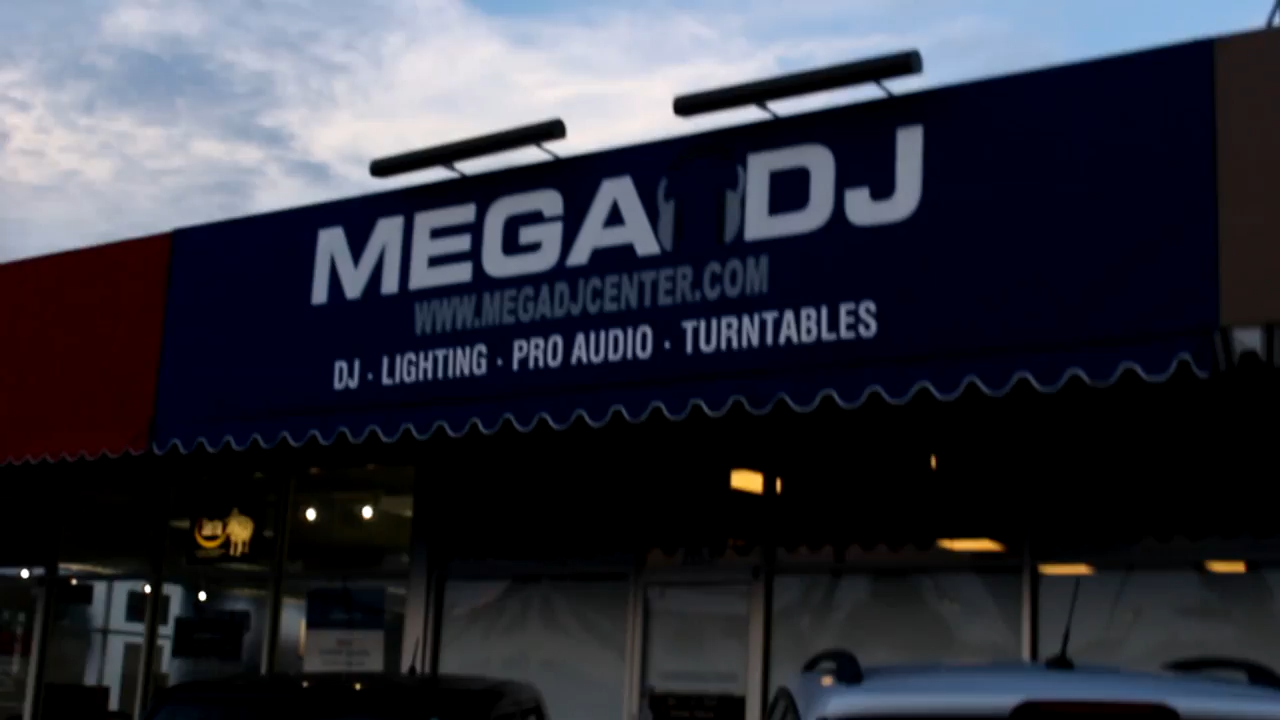 MEGA DJ
WWW.MEGADJCENTER.COM
DJ · LIGHTING · PRO AUDIO · TURNTABLES